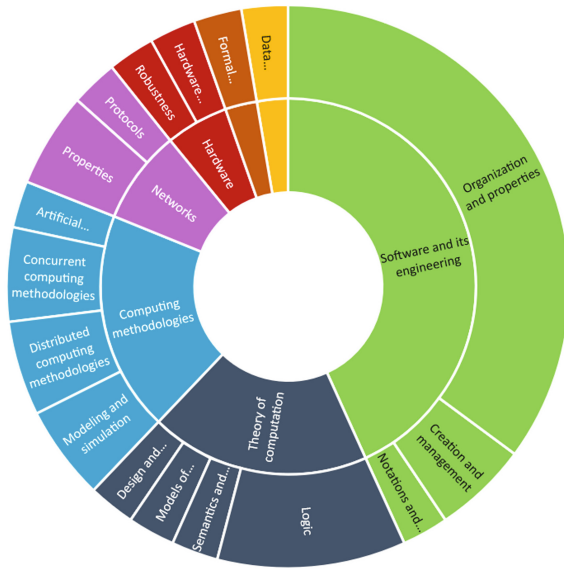 Organization
and properties
Software and its
engineering
Creation and
management
Notations and...
Theory of
computation
Logic
Semantics and...
Models of...
Design and...
Computing
methodologies
Modeling and
simulation
Distributed
computing
methodologies
Concurrent
computing
methodologies
Artificial...
Networks
Properties
Protocols
Hardware
Robustness
Hardware...
Formal...
Data...